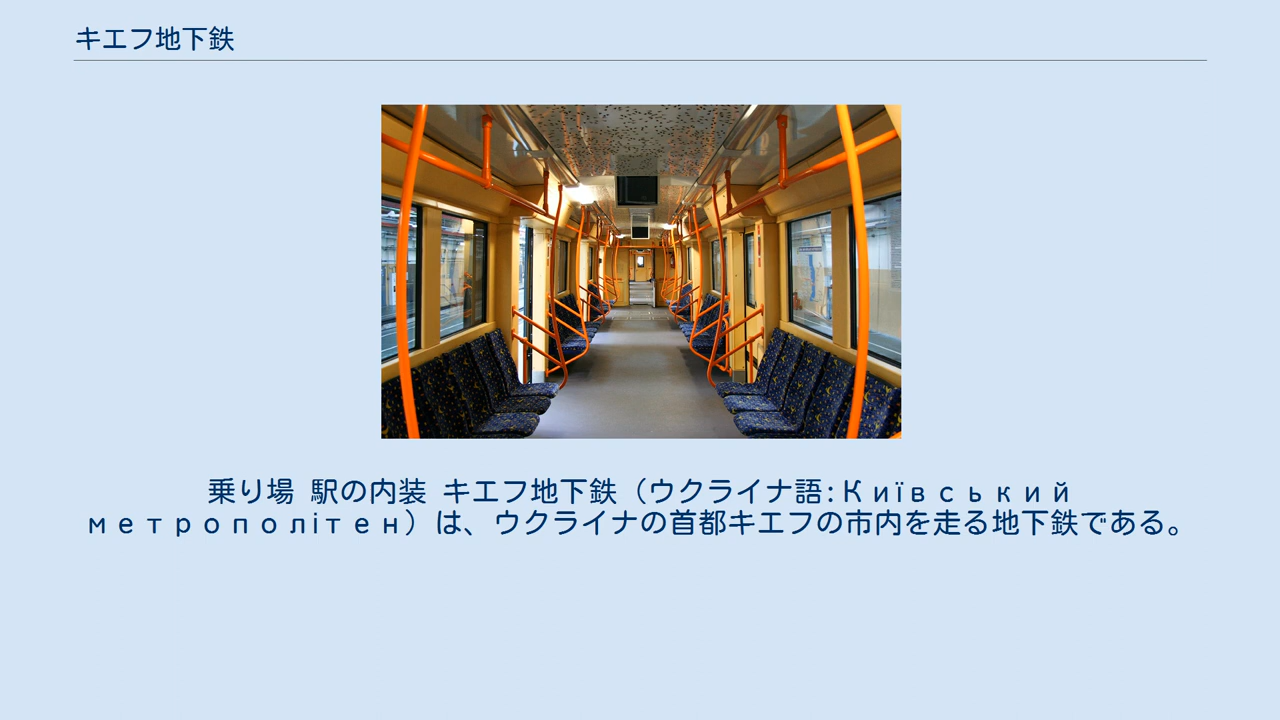 キエフ地下鉄
乗り場 駅の内装 キエフ地下鉄（ウクライナ語:Київський
метрополітен）は、ウクライナの首都キエフの市内を走る地下鉄である。